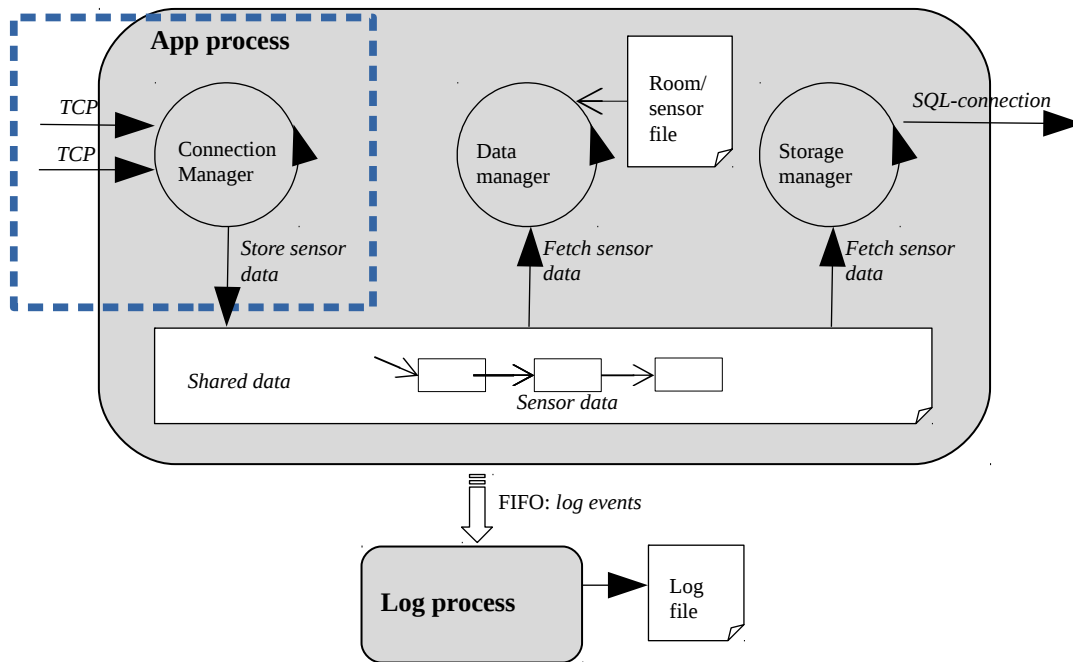 App process
TCP
TCP
Connection
Manager
Data
manager
Room/
sensor
file
Storage
manager
SQL-connection
Store sensor
data
Fetch sensor
data
Fetch sensor
data
Shared data
Sensor data
FIFO: log events
Log process
Log
file